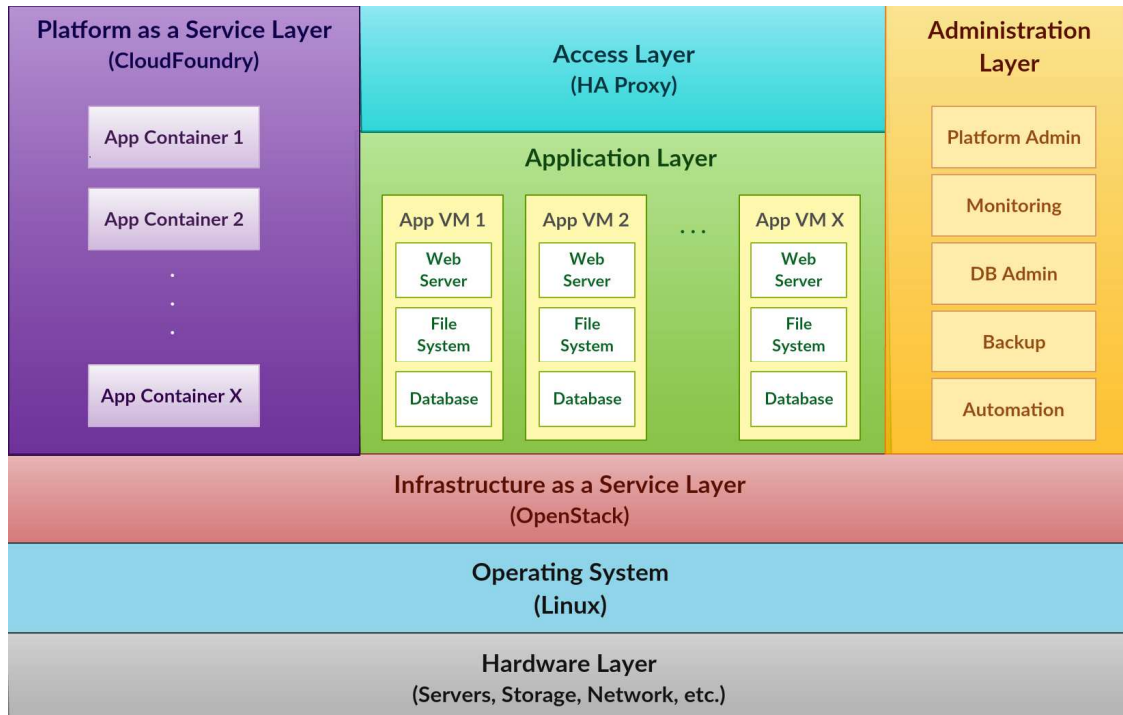 Platform as a Service Layer
(CloudFoundry)
App Container 1
App Container 2
.
.
.
App Container X
Access Layer
(HA Proxy)
Application Layer
App VM 1
Web
Server
File
System
Database
App VM 2
Web
Server
File
System
Database
...
App VM X
Web
Server
File
System
Database
Administration
Layer
Platform Admin
Monitoring
DB Admin
Backup
Automation
Infrastructure as a Service Layer
(OpenStack)
Operating System
(Linux)
Hardware Layer
(Servers, Storage, Network, etc.)